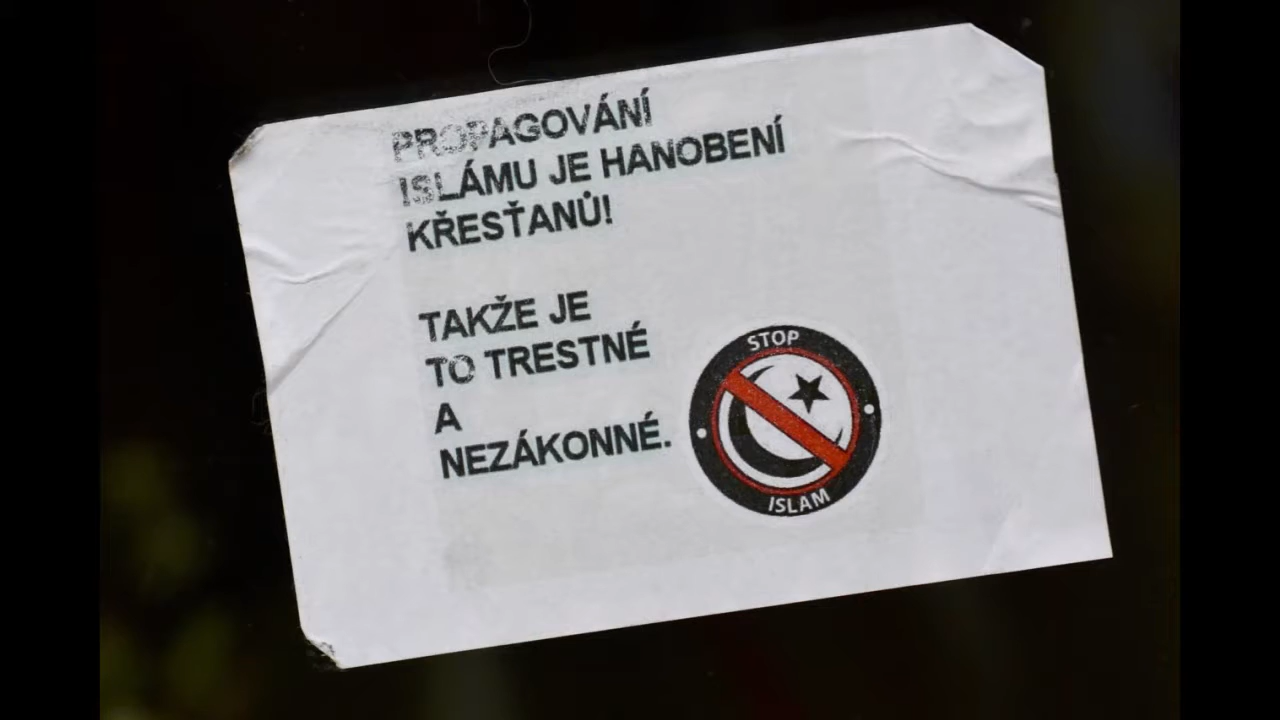 PROPAGOVÁNÍ
ISLÁMU JE HANOBENÍ
KŘESŤANŮ!
TAKŽE JE
TO TRESTNÉ
A
NEZÁKONNÉ.
STOP
ISLAM